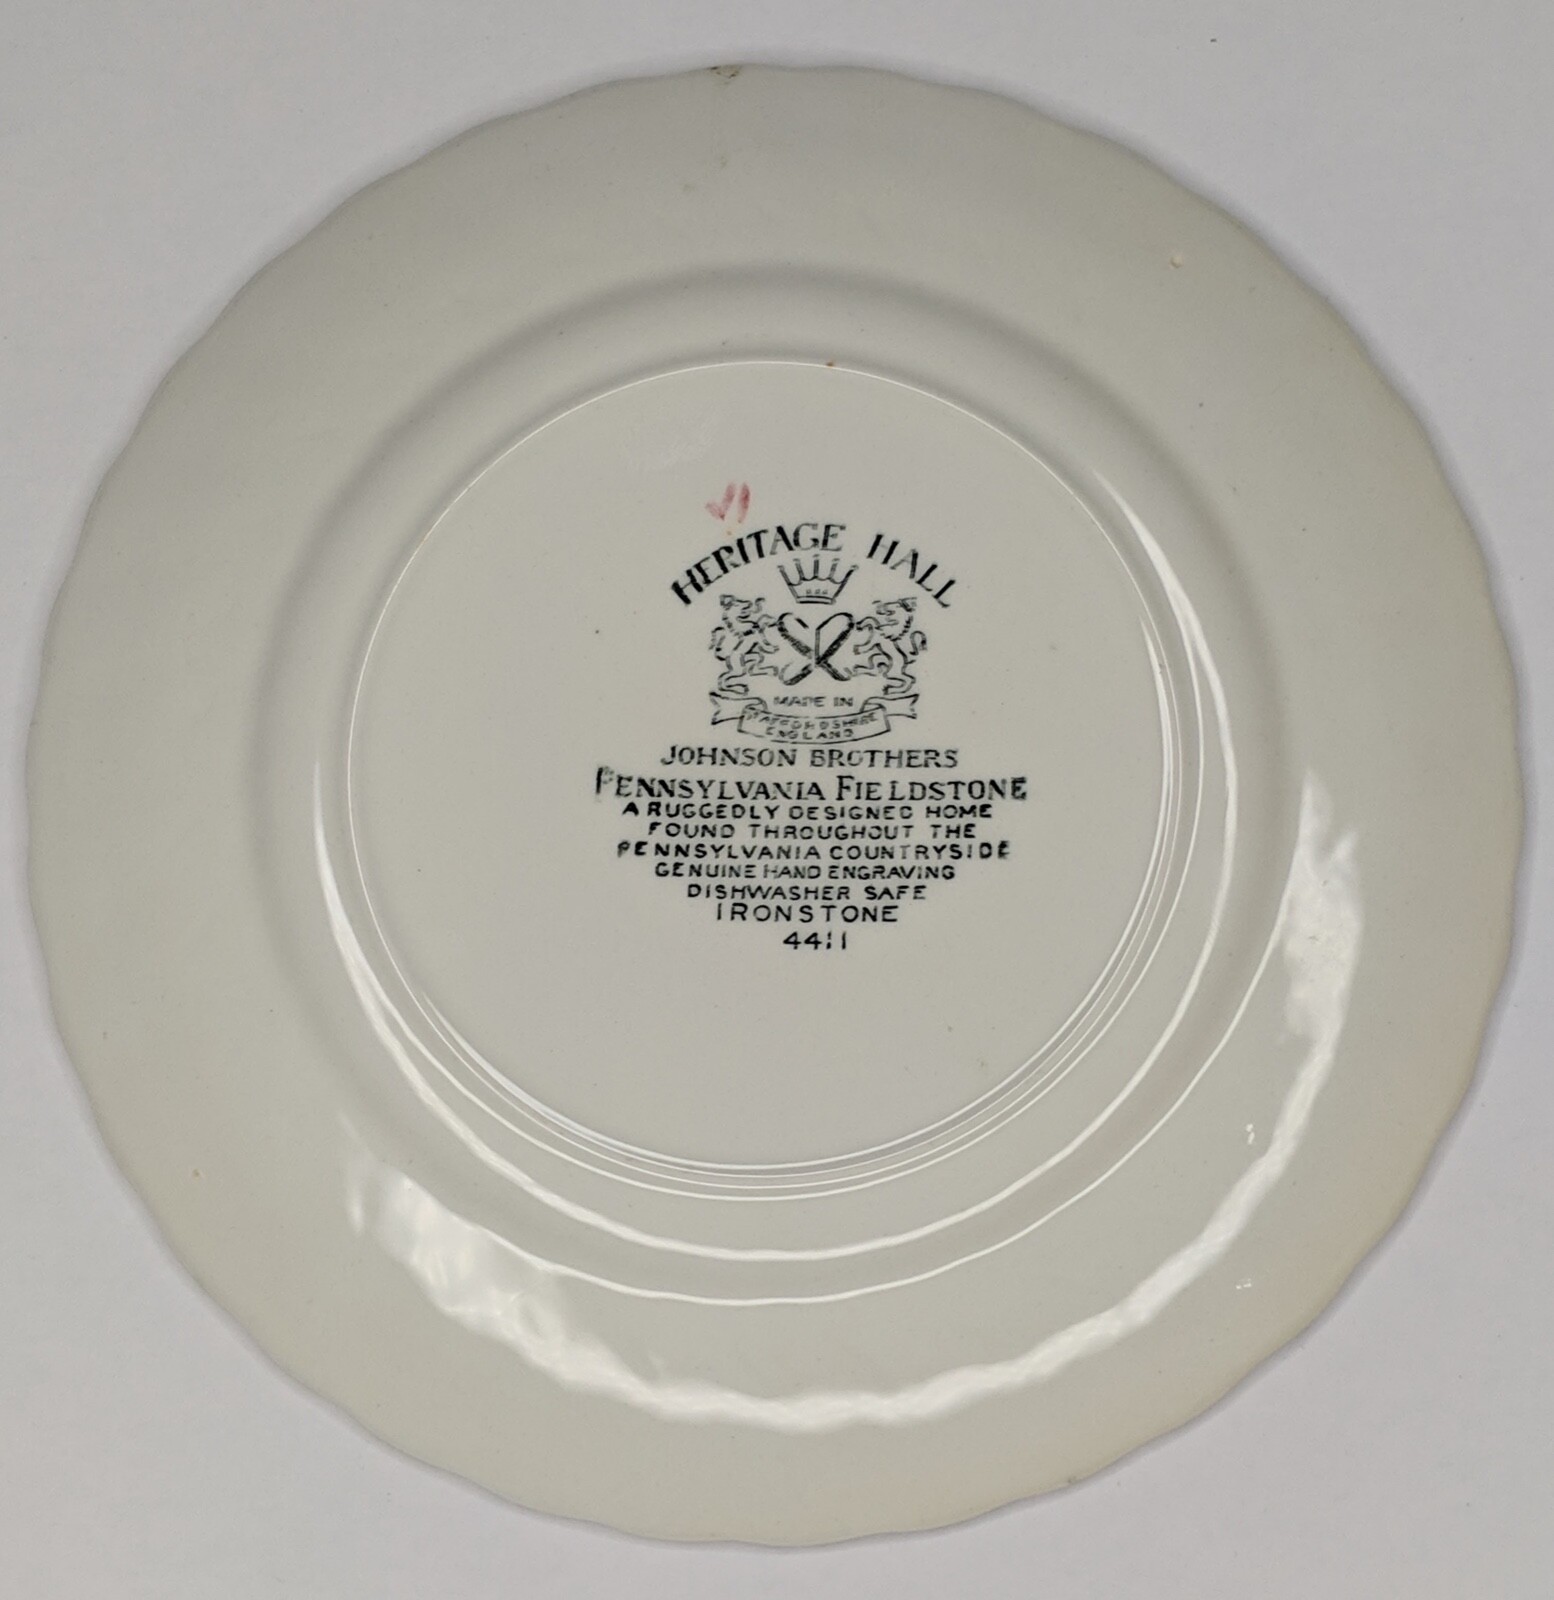 HERITAGE HALL
MADE IN
STAFFORDSHIRE
ENGLAND
JOHNSON BROTHERS
PENNSYLVANIA FIELDSTONE
A RUGGEDLY DESIGNED HOME
FOUND THROUGHOUT THE
PENNSYLVANIA COUNTRYSIDE
GENUINE HAND ENGRAVING
DISHWASHER SAFE
IRONSTONE
4411